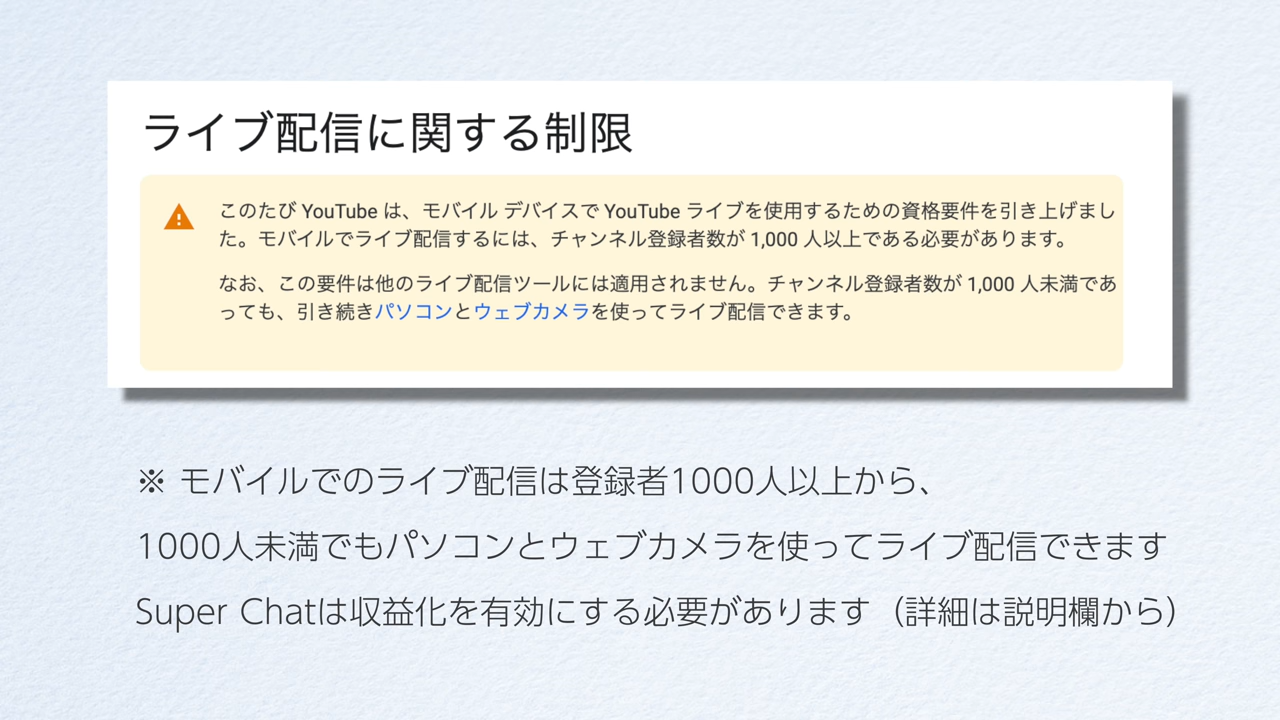 ライブ配信に関する制限
このたび YouTube は、モバイル デバイスで YouTube ライブを使用するための資格要件を引き上げまし
た。モバイルでライブ配信するには、チャンネル登録者数が 1,000 人以上である必要があります。
なお、この要件は他のライブ配信ツールには適用されません。チャンネル登録者数が 1,000 人未満であ
っても、引き続きパソコンとウェブカメラを使ってライブ配信できます。
※ モバイルでのライブ配信は登録者1000人以上から、
1000人未満でもパソコンとウェブカメラを使ってライブ配信できます
Super Chatは収益化を有効にする必要があります（詳細は説明欄から）